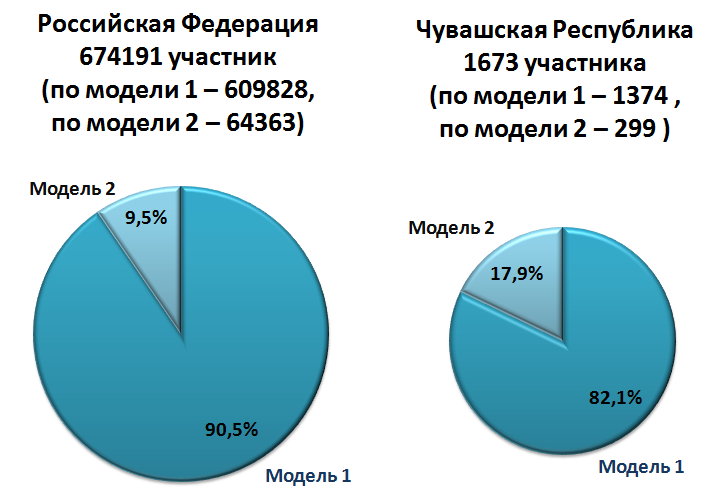 Российская Федерация
674191 участник
(по модели 1 – 609828,
по модели 2 – 64363)
Модель 2
9,5%
90,5%
Модель 1
Чувашская Республика
1673 участника
(по модели 1 – 1374 ,
по модели 2 – 299 )
Модель 2
17,9%
82,1%
Модель 1